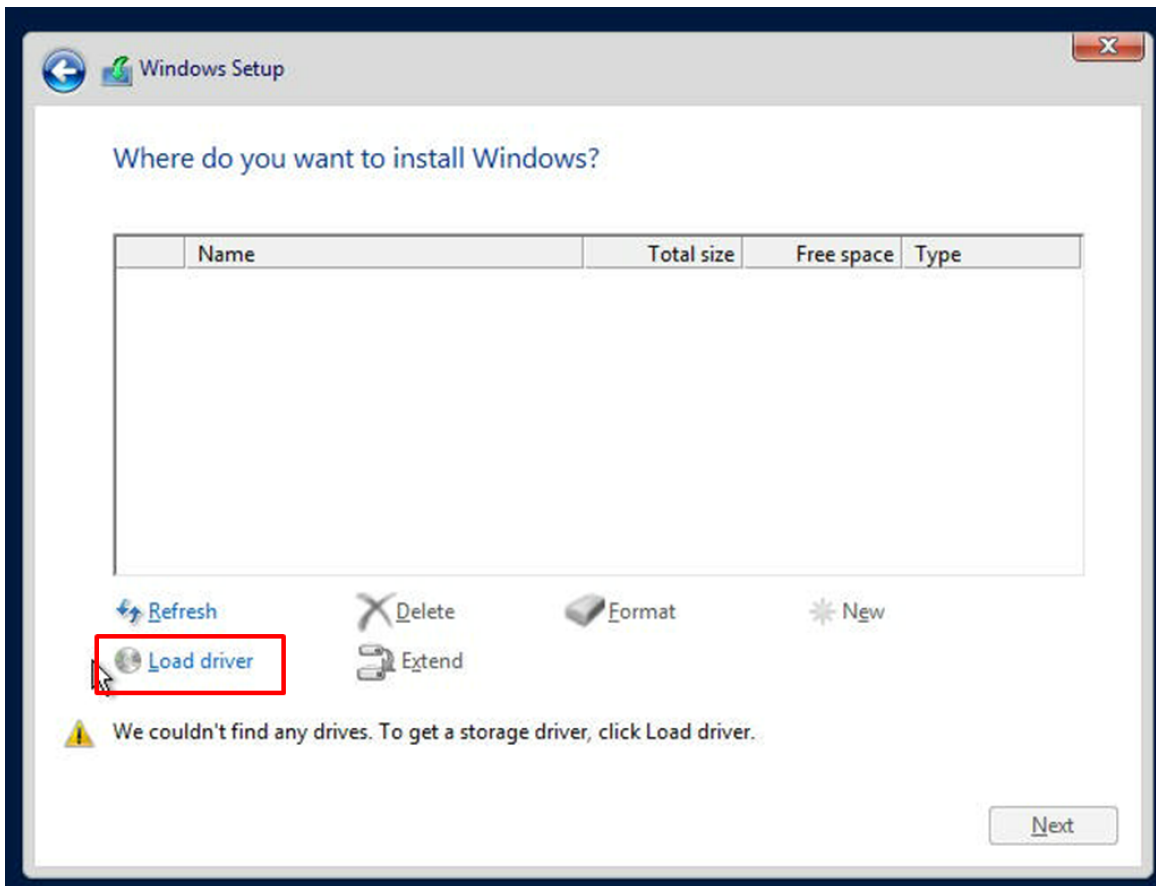 Windows Setup
Where do you want to install Windows?
Name Total size Free space Type
Refresh Delete Format New
Load driver Extend
We couldn't find any drives. To get a storage driver, click Load driver.
Next